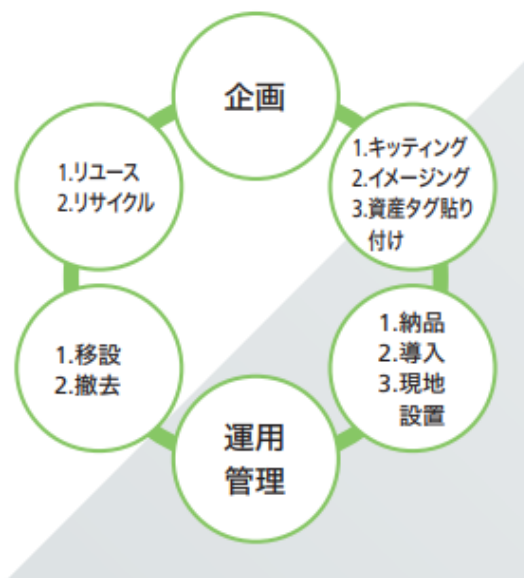 企画
1.キッティング
2.イメージング
3.資産タグ貼り
付け
1.納品
2.導入
3.現地
設置
運用
管理
1.移設
2.撤去
1.リユース
2.リサイクル